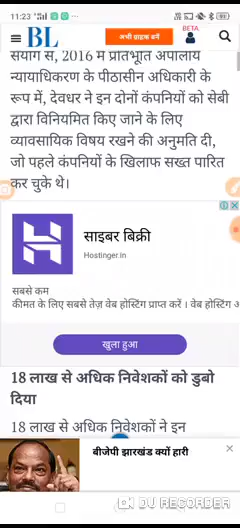 11:23
BL
अभी ग्राहक बनें
BETA
संयोग से, 2016 में प्रतिभूति अपीलीय
न्यायाधिकरण के पीठासीन अधिकारी के
रूप में, देवधर ने इन दोनों कंपनियों को सेबी
द्वारा विनियमित किए जाने के लिए
व्यावसायिक विषय रखने की अनुमति दी,
जो पहले कंपनियों के खिलाफ सख्त पारित
कर चुके थे।
साइबर बिक्री
Hostinger.in
सबसे कम
कीमत के लिए सबसे तेज़ वेब होस्टिंग प्राप्त करें । वेब होस्टिंग
खुला हुआ
18 लाख से अधिक निवेशकों को डुबो
दिया
18 लाख से अधिक निवेशकों ने इन
बीजेपी झारखंड क्यों हारी
DU RECORDER